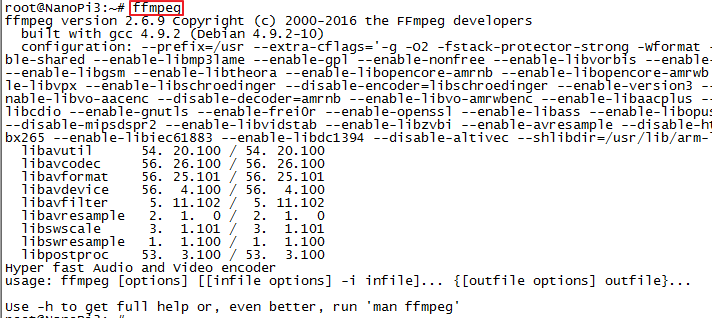 root@NanoPi3:~# ffmpeg
ffmpeg version 2.6.9 Copyright (c) 2000-2016 the FFmpeg developers
  built with gcc 4.9.2 (Debian 4.9.2-10)
  configuration: --prefix=/usr --extra-cflags='-g -O2 -fstack-protector-strong -Wformat -
ble-shared --enable-libmp3lame --enable-gpl --enable-nonfree --enable-libvorbis --enable-
--enable-libgsm --enable-libtheora --enable-libopencore-amrnb --enable-libopencore-amrwb
le-libvpx --enable-libschroedinger --disable-encoder=libschroedinger --enable-version3 --
nable-libvo-aacenc --disable-decoder=amrnb --enable-libvo-amrwbenc --enable-libaacplus --
libcdio --enable-gnutls --enable-frei0r --enable-openssl --enable-libass --enable-libopus
--disable-mipsdspr2 --enable-libvidstab --enable-libzvbi --enable-avresample --disable-ht
bx265 --enable-libiec61883 --enable-libdc1394 --disable-altivec --shlibdir=/usr/lib/arm-l
  libavutil      54. 20.100 / 54. 20.100
  libavcodec     56. 26.100 / 56. 26.100
  libavformat    56. 25.101 / 56. 25.101
  libavdevice    56.  4.100 / 56.  4.100
  libavfilter     5. 11.102 /  5. 11.102
  libavresample   2.  1.  0 /  2.  1.  0
  libswscale      3.  1.101 /  3.  1.101
  libswresample   1.  1.100 /  1.  1.100
  libpostproc    53.  3.100 / 53.  3.100
Hyper fast Audio and Video encoder
usage: ffmpeg [options] [[infile options] -i infile]... {[outfile options] outfile}...

Use -h to get full help or, even better, run 'man ffmpeg'
root@NanoPi3:~#